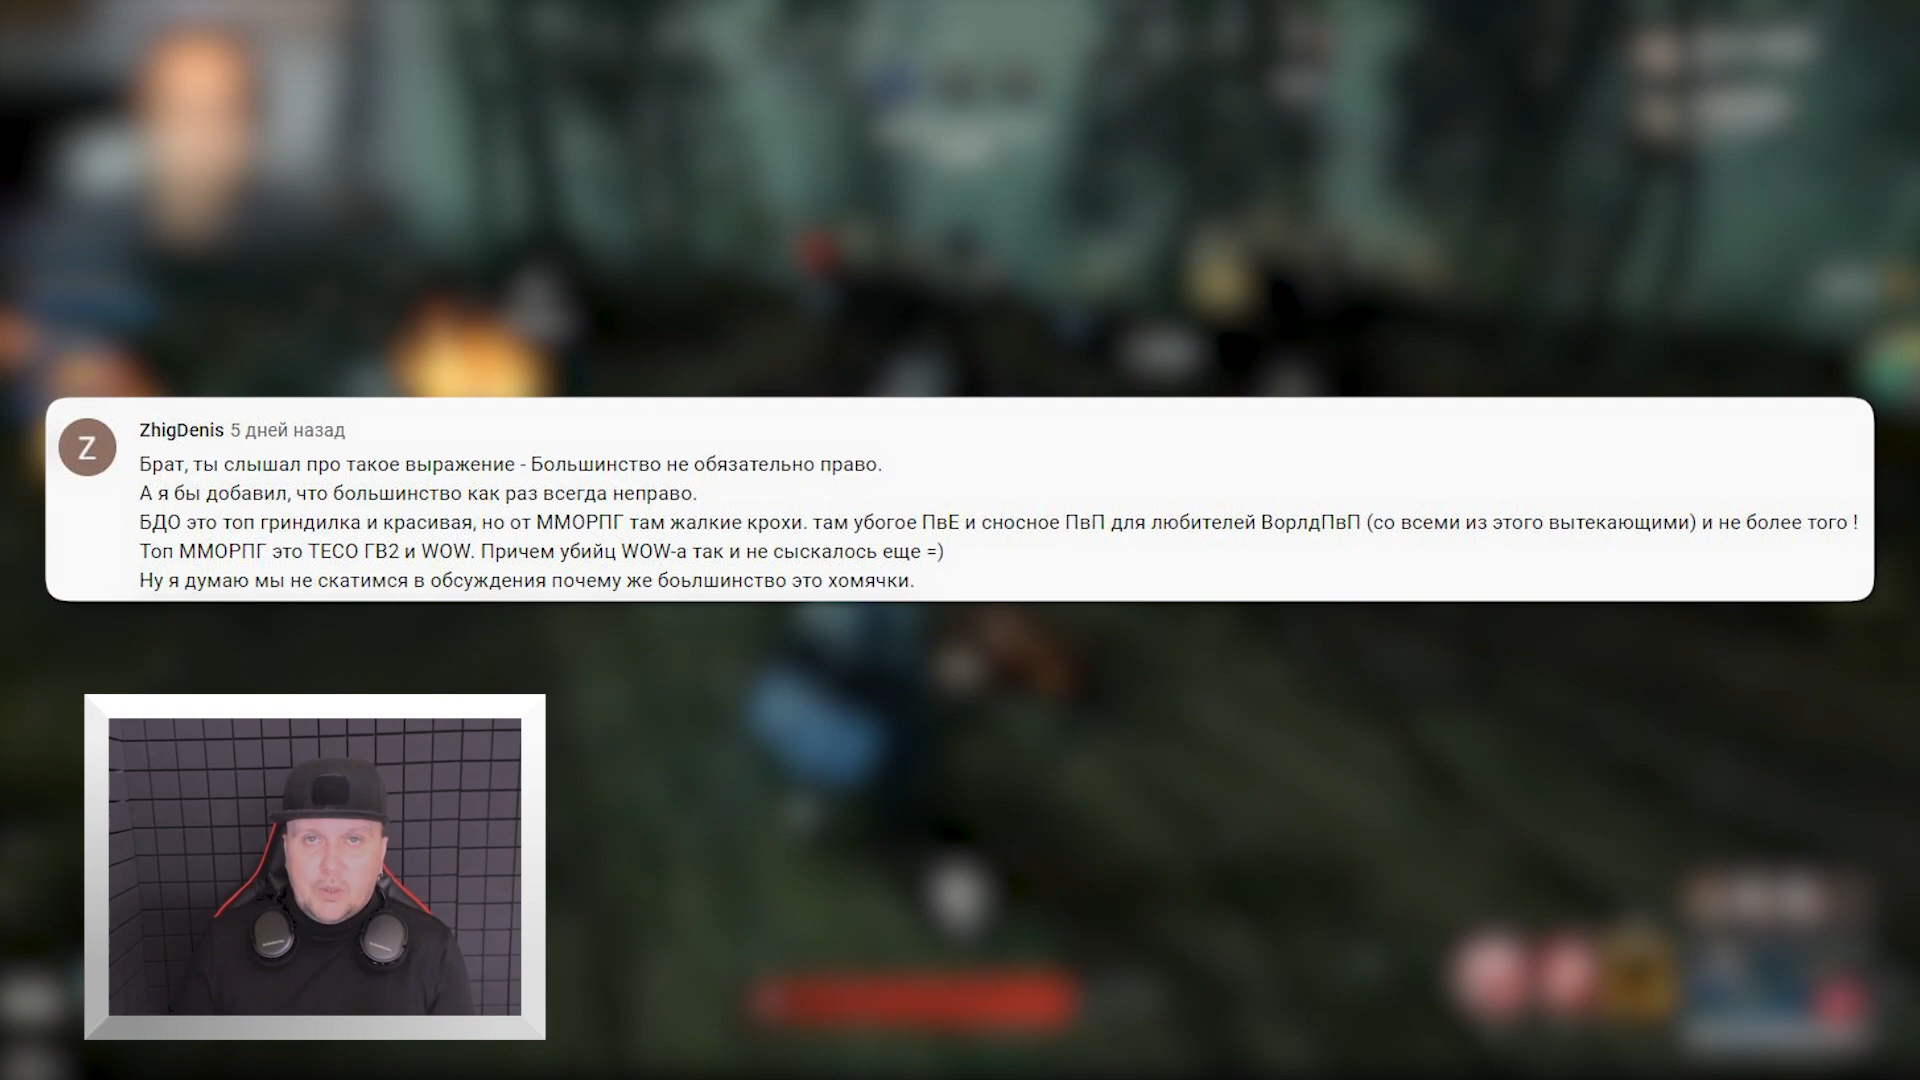 Z
ZhigDenis 5 дней назад
Брат, ты слышал про такое выражение - Большинство не обязательно право.
А я бы добавил, что большинство как раз всегда неправо.
БДО это топ гриндилка и красивая, но от ММОРПГ там жалкие крохи. там убогое ПвЕ и сносное ПвП для любителей ВорлдПвП (со всеми из этого вытекающими) и не более того !
Топ ММОРПГ это ТЕСО ГВ2 и WOW. Причем убийц WOW-а так и не сыскалось еще =)
Ну я думаю мы не скатимся в обсуждения почему же боьлшинство это хомячки.